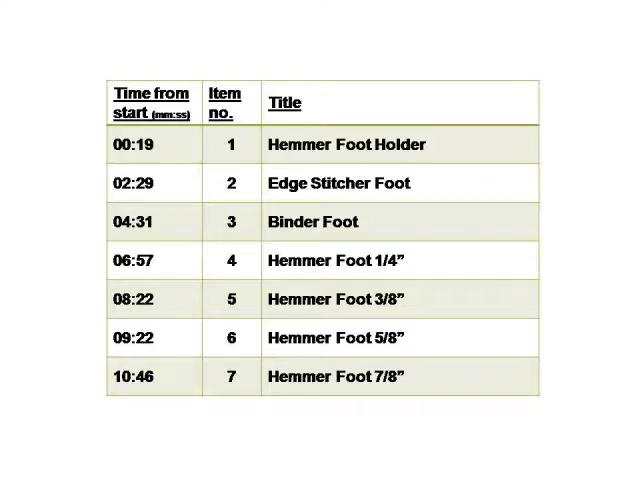 Time from start (mm:ss) Item no. Title
00:19 1 Hemmer Foot Holder
02:29 2 Edge Stitcher Foot
04:31 3 Binder Foot
06:57 4 Hemmer Foot 1/4”
08:22 5 Hemmer Foot 3/8”
09:22 6 Hemmer Foot 5/8”
10:46 7 Hemmer Foot 7/8”